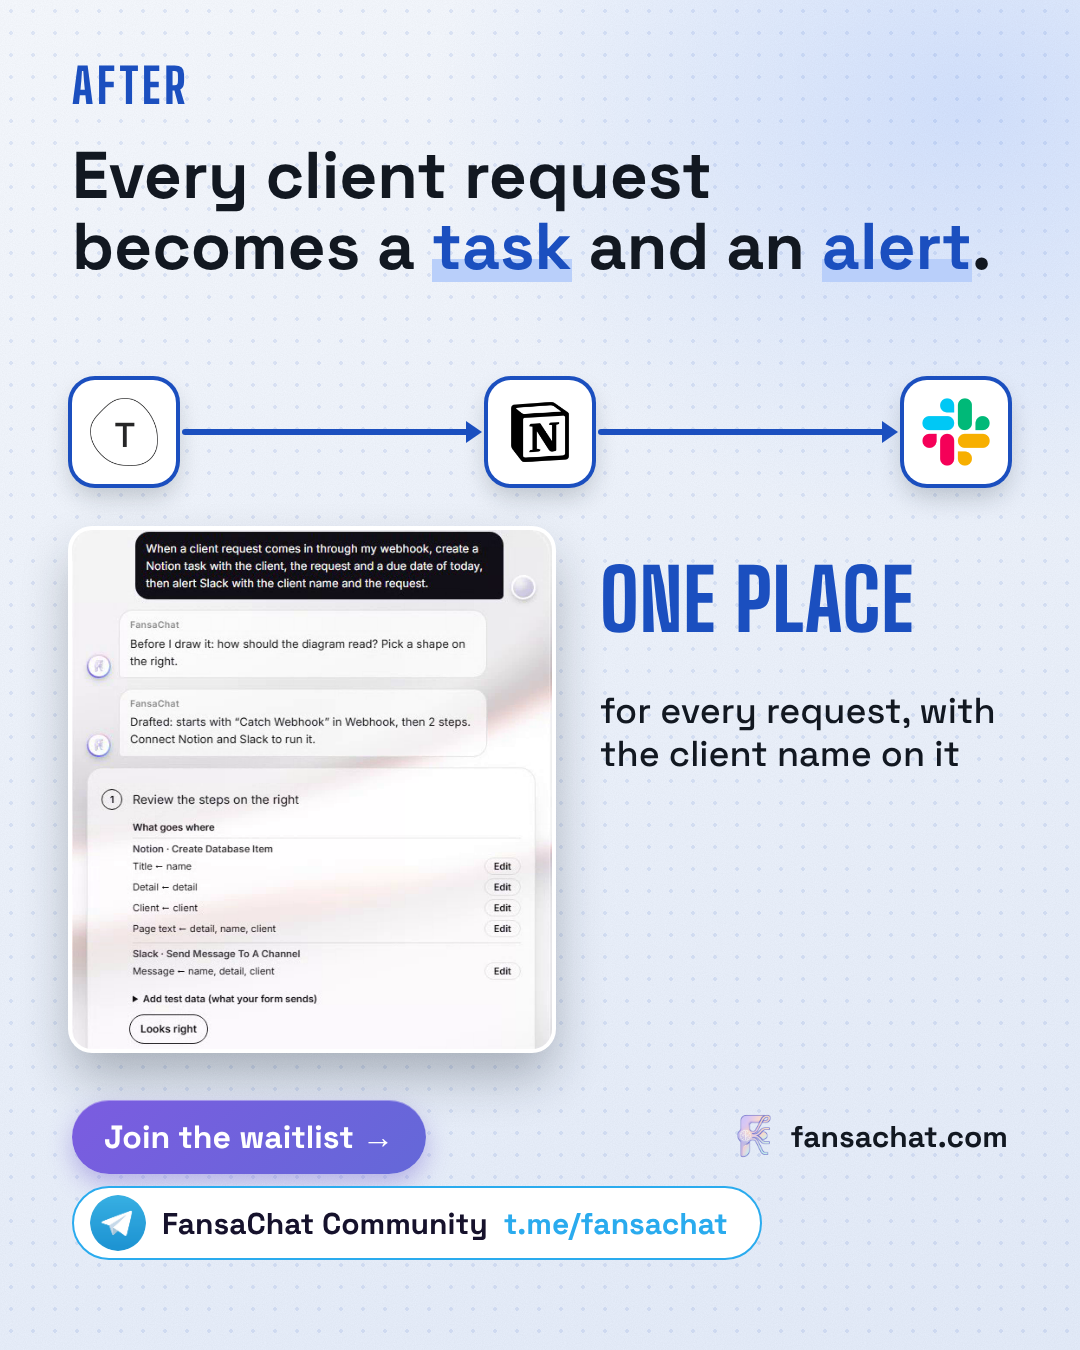 AFTER
Every client request
becomes a task and an alert.
T
N
When a client request comes in through my webhook, create a
Notion task with the client, the request and a due date of today,
then alert Slack with the client name and the request.
FansaChat
Before I draw it: how should the diagram read? Pick a shape on
the right.
FansaChat
Drafted: starts with “Catch Webhook” in Webhook, then 2 steps.
Connect Notion and Slack to run it.
1 Review the steps on the right
What goes where
Notion · Create Database Item
Title ← name Edit
Detail ← detail Edit
Client ← client Edit
Page text ← detail, name, client Edit
Slack · Send Message To A Channel
Message ← name, detail, client Edit
▶ Add test data (what your form sends)
Looks right
ONE PLACE
for every request, with
the client name on it
Join the waitlist →
fansachat.com
FansaChat Community t.me/fansachat